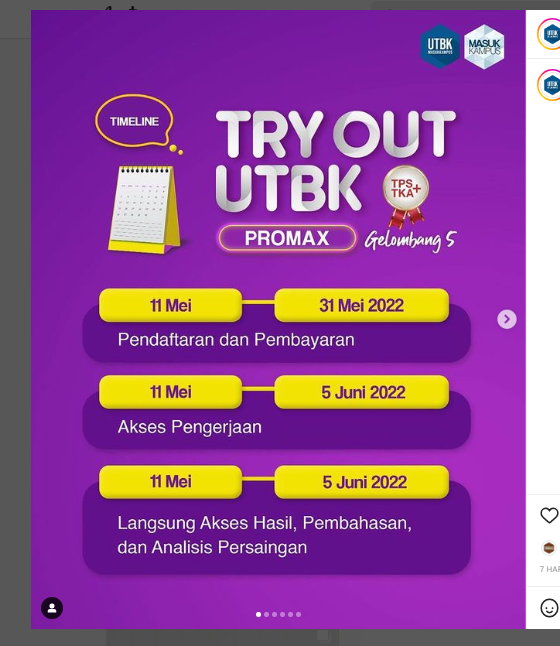 UTBK
MASUK
KAMPUS
TIMELINE
TRY OUT
UTBK
TPS+
TKA
PROMAX
Gelombang 5
11 Mei
31 Mei 2022
Pendaftaran dan Pembayaran
11 Mei
5 Juni 2022
Akses Pengerjaan
11 Mei
5 Juni 2022
Langsung Akses Hasil, Pembahasan,
dan Analisis Persaingan
7 HAR